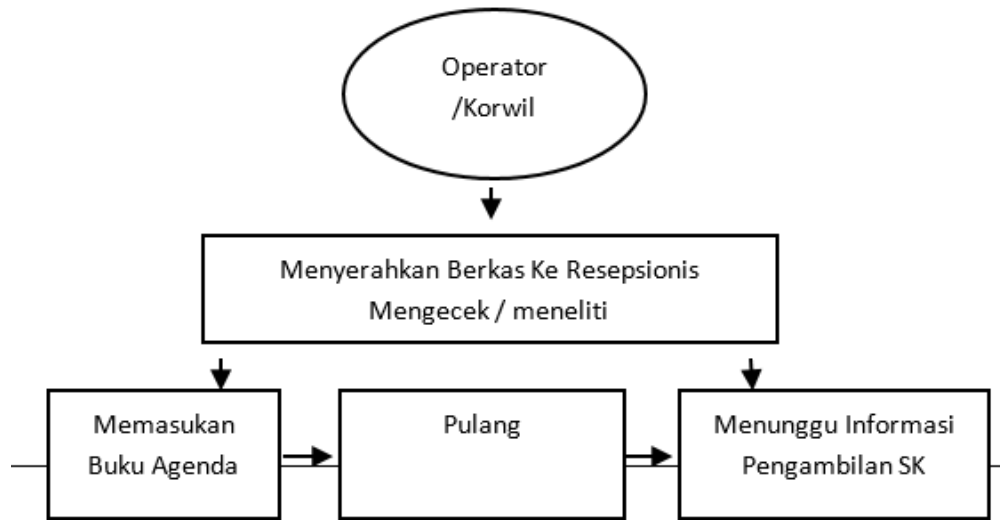 Operator
/Korwil
Menyerahkan Berkas Ke Resepsionis
Mengecek / meneliti
Memasukan
Buku Agenda
Pulang
Menunggu Informasi
Pengambilan SK